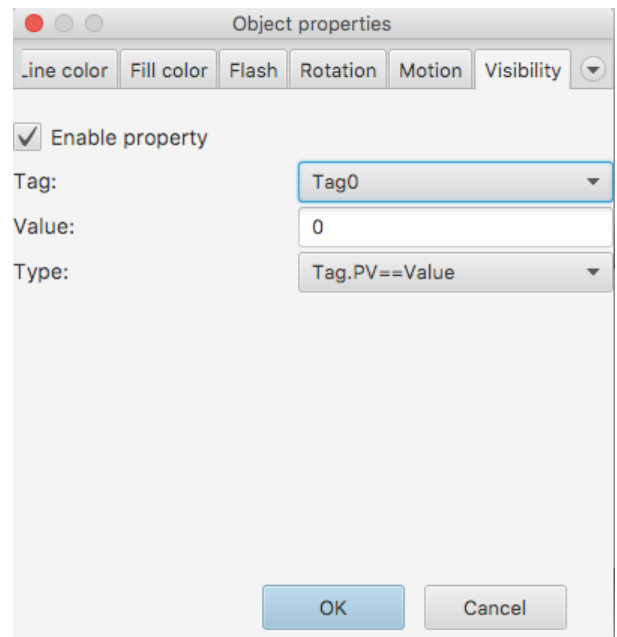 Object properties
Line color Fill color Flash Rotation Motion Visibility
Enable property
Tag: Tag0
Value: 0
Type: Tag.PV==Value
OK Cancel